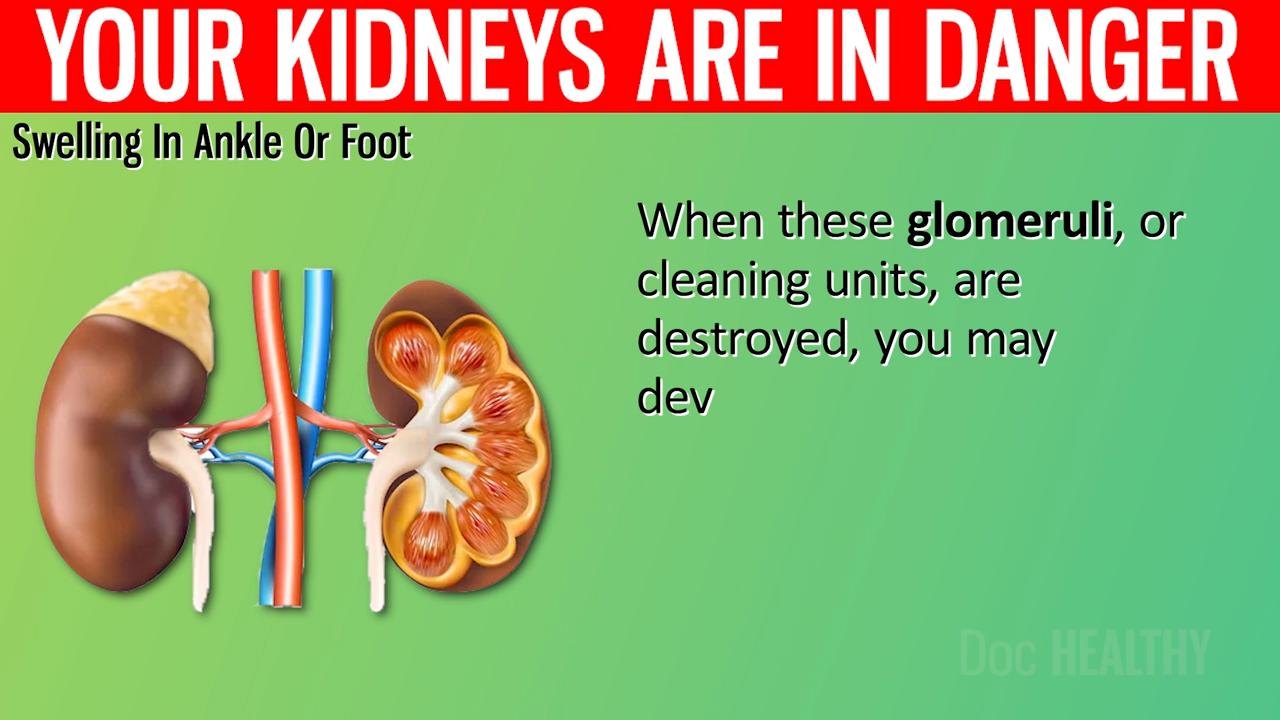 YOUR KIDNEYS ARE IN DANGER
Swelling In Ankle Or Foot
When these glomeruli, or
cleaning units, are
destroyed, you may
dev
Doc HEALTHY